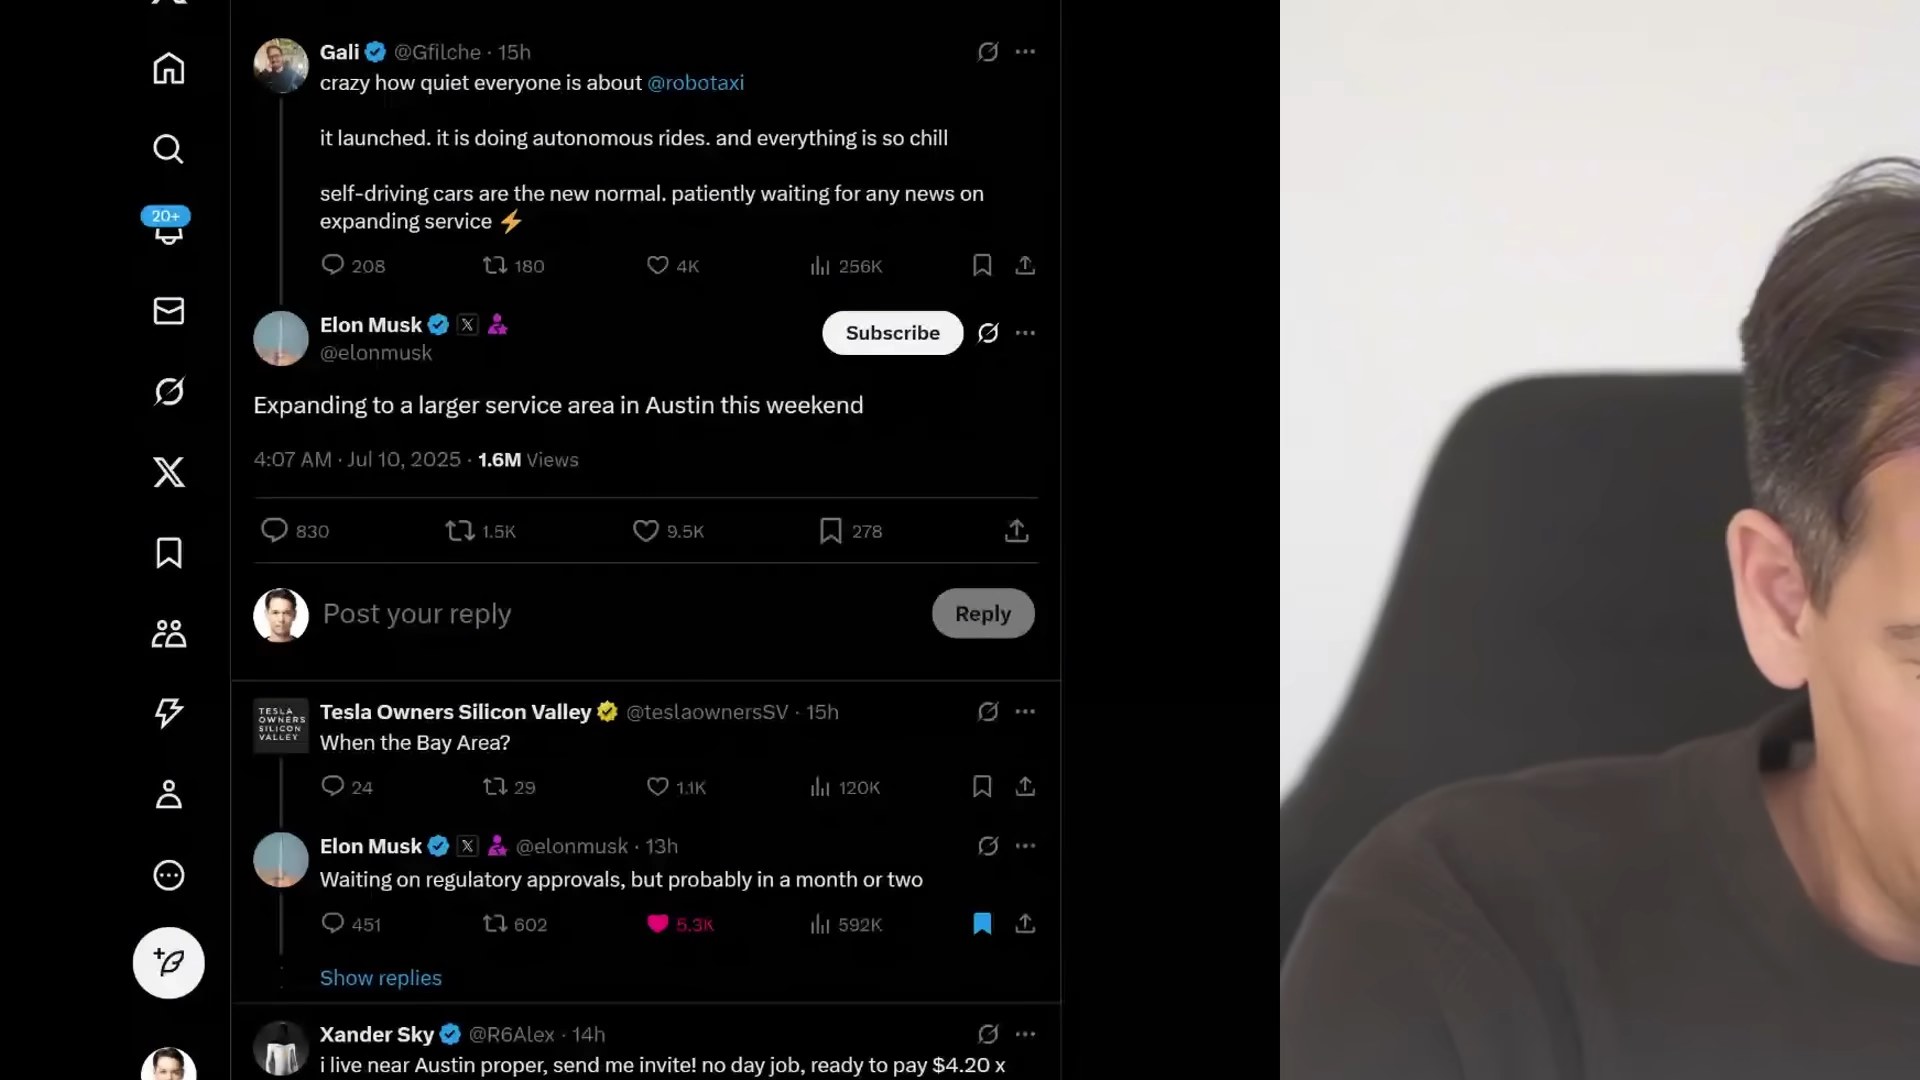 Gali @Gfilche · 15h
crazy how quiet everyone is about @robotaxi
it launched. it is doing autonomous rides. and everything is so chill
self-driving cars are the new normal. patiently waiting for any news on
expanding service ⚡
208 180 4K 256K
20+
Elon Musk
@elonmusk
Subscribe
Expanding to a larger service area in Austin this weekend
4:07 AM · Jul 10, 2025 · 1.6M Views
830 1.5K 9.5K 278
Post your reply
Reply
TESLA
OWNERS
SILICON
VALLEY
Tesla Owners Silicon Valley @teslaownersSV · 15h
When the Bay Area?
24 29 1.1K 120K
Elon Musk @elonmusk · 13h
Waiting on regulatory approvals, but probably in a month or two
451 602 5.3K 592K
Show replies
Xander Sky @R6Alex · 14h
i live near Austin proper, send me invite! no day job, ready to pay $4.20 x